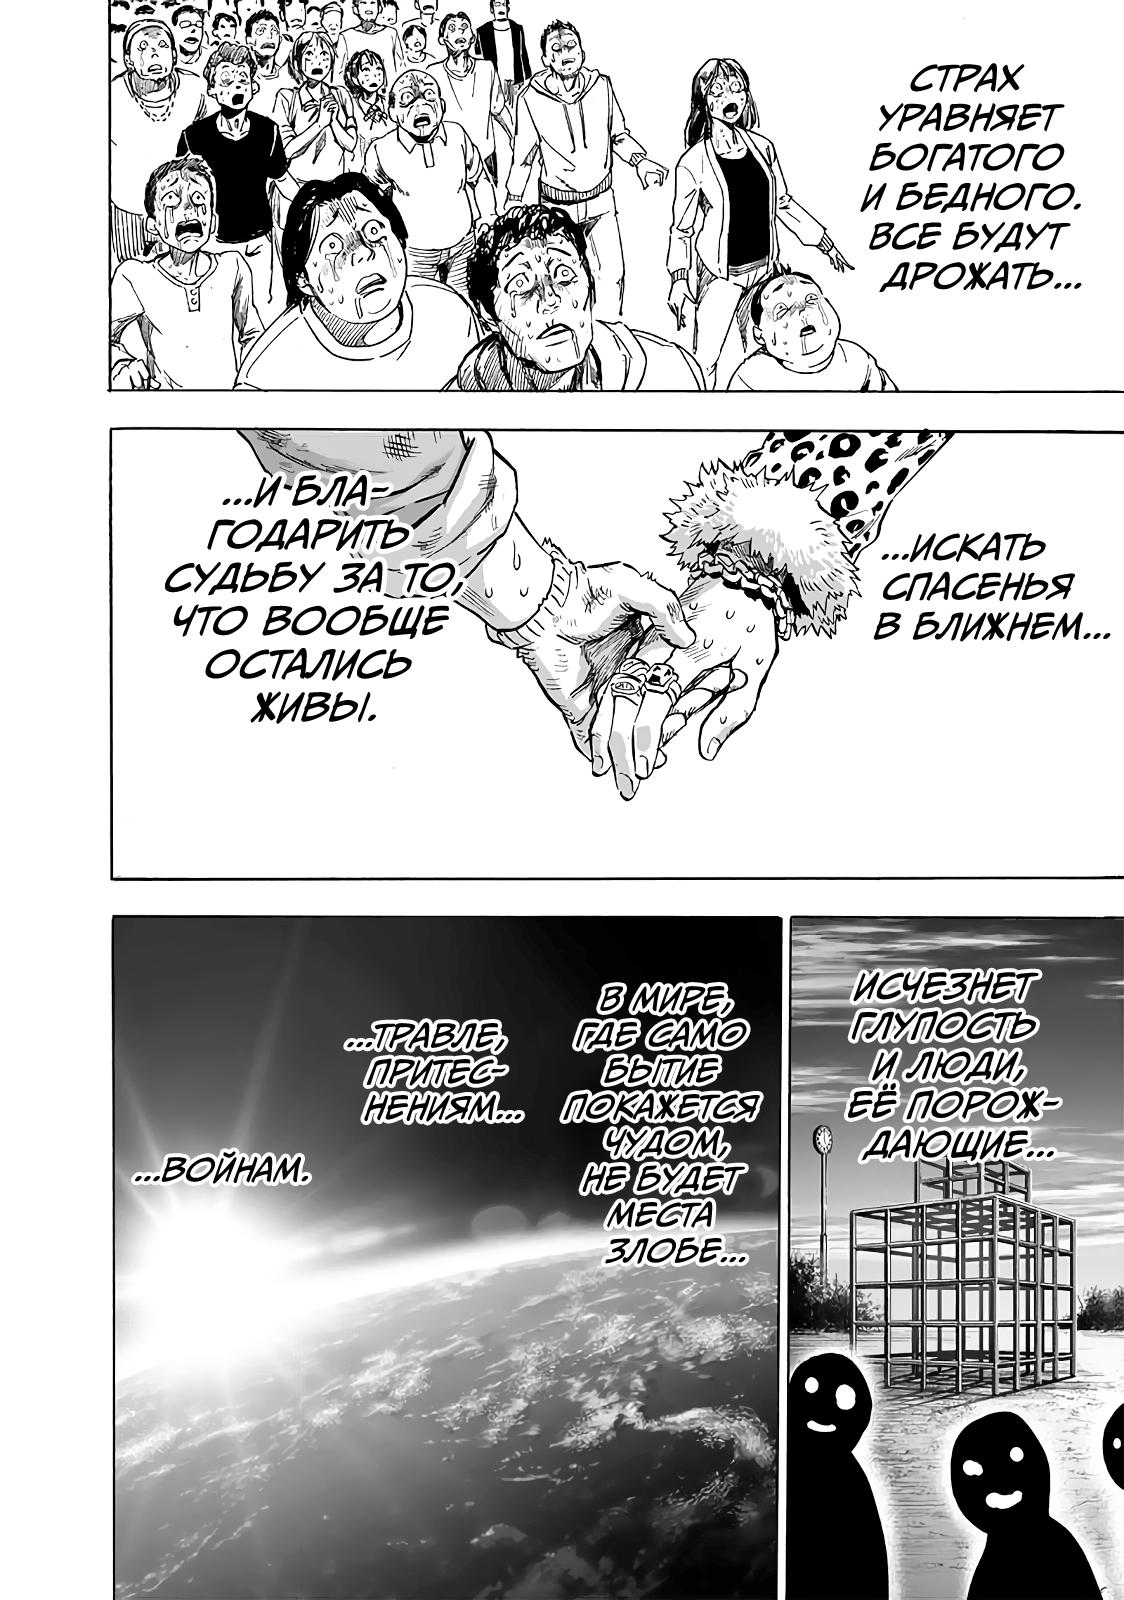 СТРАХ
УРАВНЯЕТ
БОГАТОГО
И БЕДНОГО.
ВСЕ БУДУТ
ДРОЖАТЬ...
...ИСКАТЬ
СПАСЕНЬЯ
В БЛИЖНЕМ...
...И БЛА-
ГОДАРИТЬ
СУДЬБУ ЗА ТО,
ЧТО ВООБЩЕ
ОСТАЛИСЬ
ЖИВЫ.
ИСЧЕЗНЕТ
ГЛУПОСТЬ
И ЛЮДИ,
ЕЁ ПОРОЖ-
ДАЮЩИЕ...
В МИРЕ,
ГДЕ САМО
БЫТИЕ
ПОКАЖЕТСЯ
ЧУДОМ,
НЕ БУДЕТ
МЕСТА
ЗЛОБЕ...
...ТРАВЛЕ,
ПРИТЕС-
НЕНИЯМ...
...ВОЙНАМ.